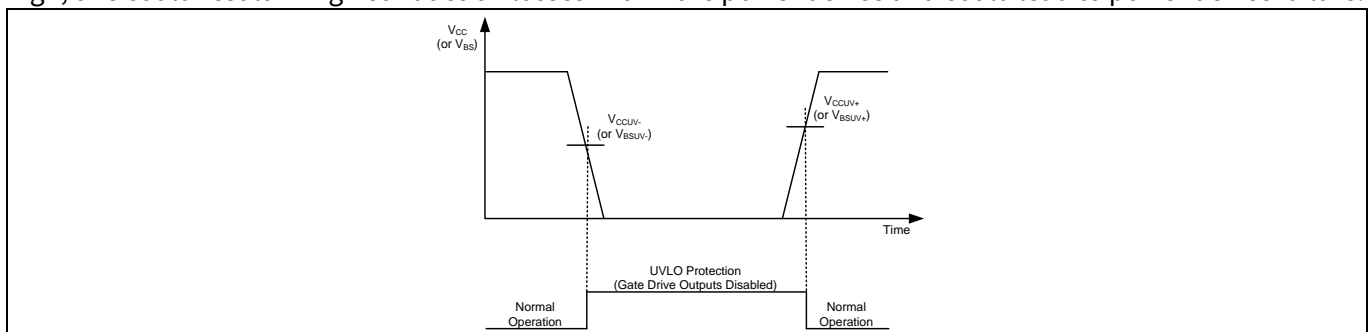 VCC
(or VBS)
VCCUV-
(or VBSUV-)
VCCUV+
(or VBSUV+)
Time
UVLO Protection
(Gate Drive Outputs Disabled)
Normal
Operation
Normal
Operation